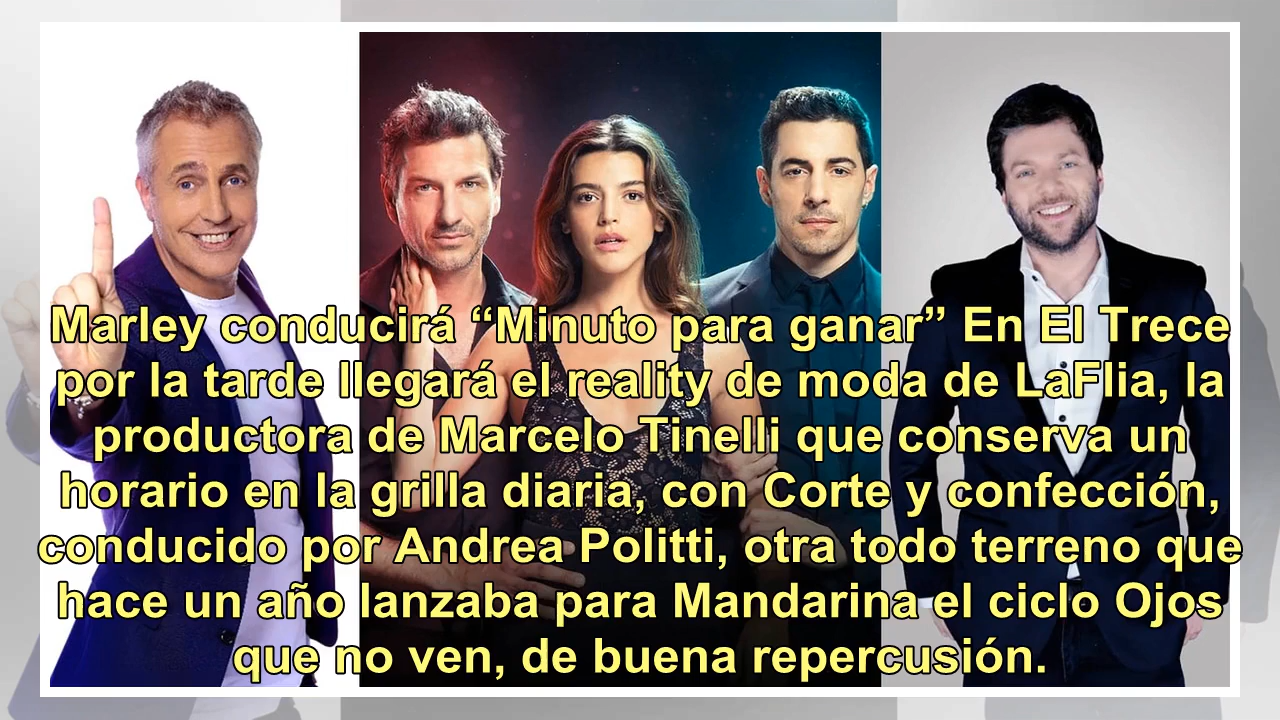 Marley conducirá “Minuto para ganar” En El Trece
por la tarde llegará el reality de moda de LaFlia, la
productora de Marcelo Tinelli que conserva un
horario en la grilla diaria, con Corte y confección,
conducido por Andrea Politti, otra todo terreno que
hace un año lanzaba para Mandarina el ciclo Ojos
que no ven, de buena repercusión.